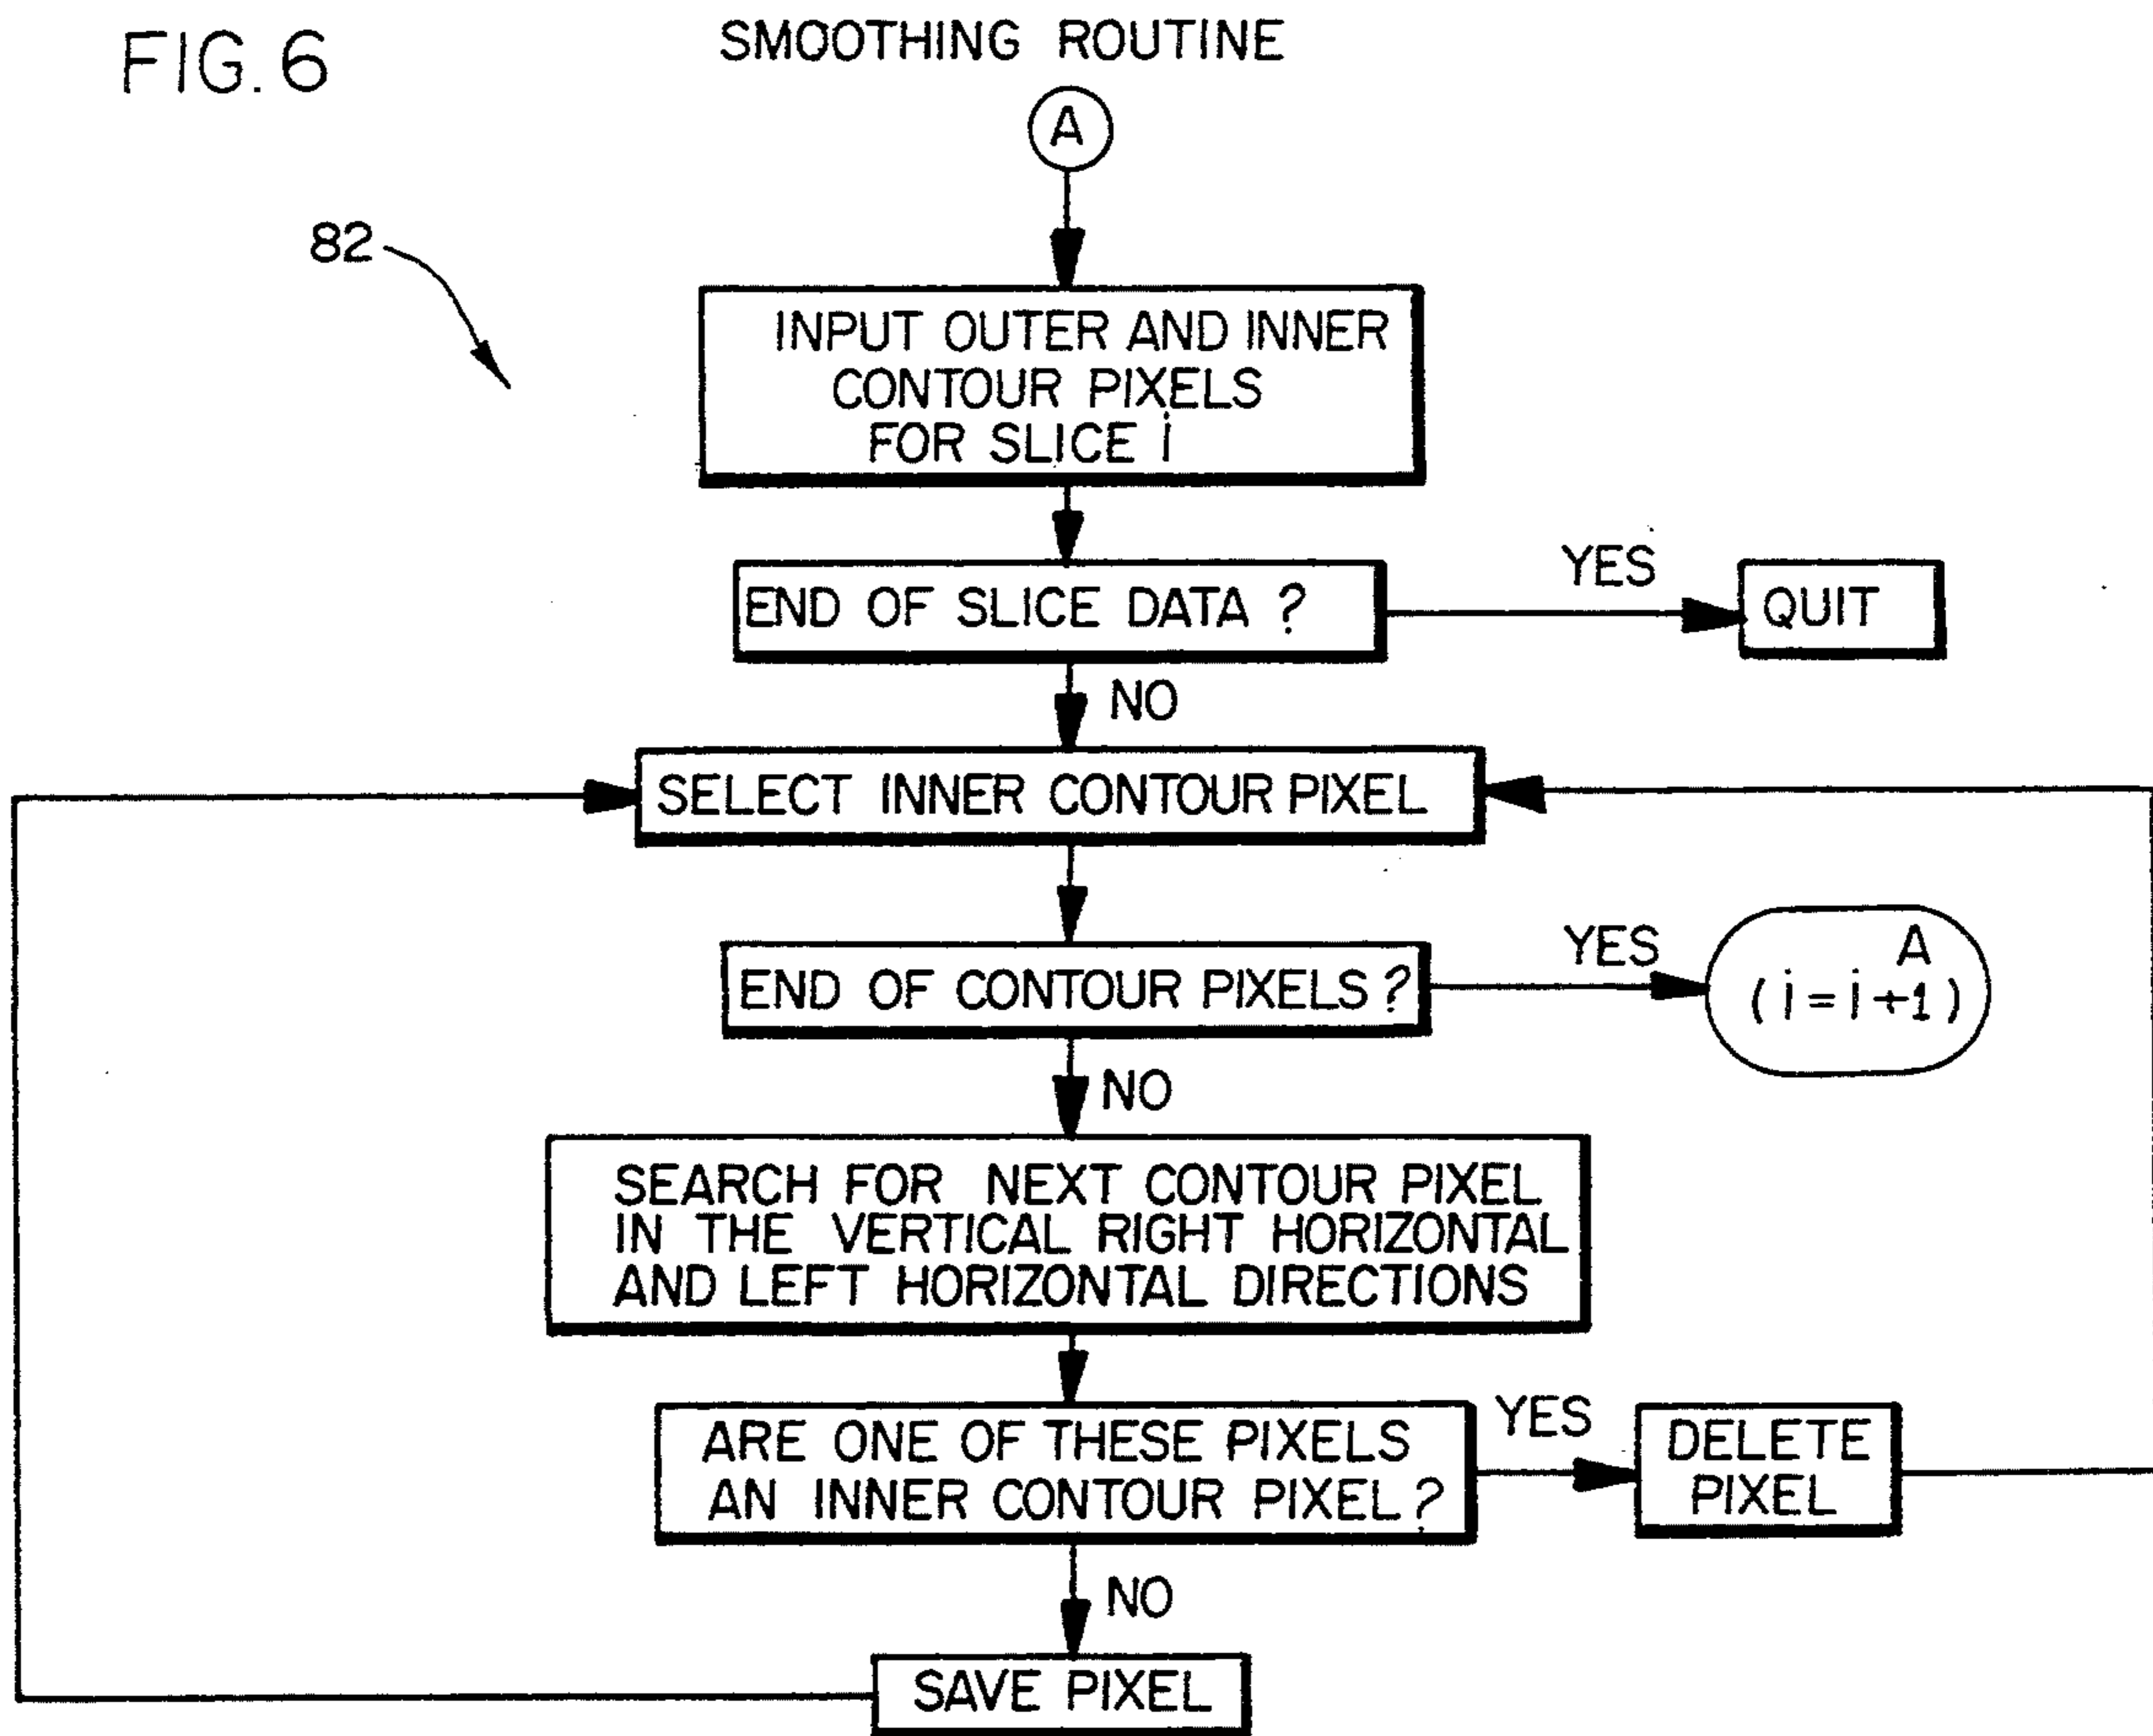 FIG. 6
SMOOTHING ROUTINE
A
82
INPUT OUTER AND INNER
CONTOUR PIXELS
FOR SLICE i
END OF SLICE DATA ?
YES
QUIT
NO
SELECT INNER CONTOUR PIXEL
END OF CONTOUR PIXELS ?
YES
A
( i = i + 1 )
NO
SEARCH FOR NEXT CONTOUR PIXEL
IN THE VERTICAL RIGHT HORIZONTAL
AND LEFT HORIZONTAL DIRECTIONS
ARE ONE OF THESE PIXELS
AN INNER CONTOUR PIXEL ?
YES
DELETE
PIXEL
NO
SAVE PIXEL